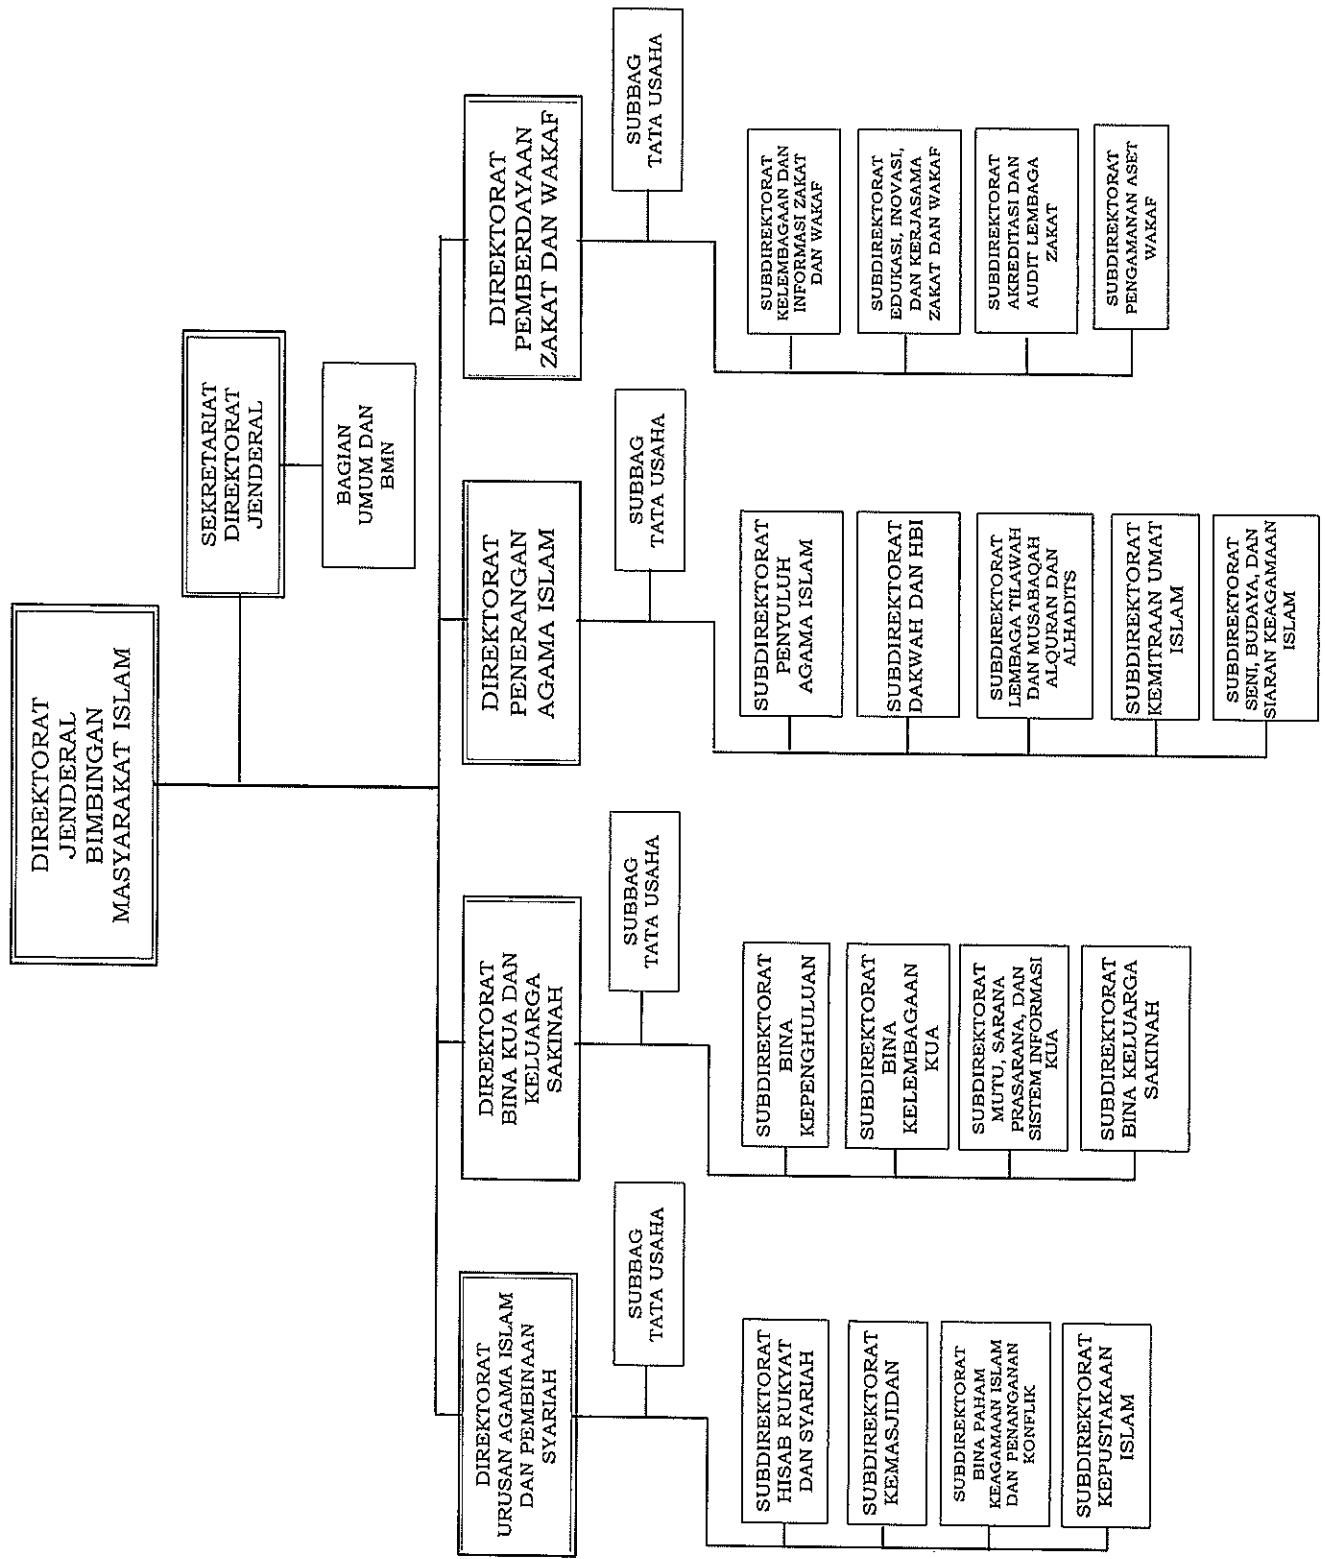 DIREKTORAT
JENDERAL
BIMBINGAN
MASYARAKAT ISLAM
SEKRETARIAT
DIREKTORAT
JENDERAL
BAGIAN
UMUM DAN
BMN
DIREKTORAT
URUSAN AGAMA ISLAM
DAN PEMBINAAN
SYARIAH
SUBBAG
TATA USAHA
SUBDIREKTORAT
HISAB RUKYAT
DAN SYARIAH
SUBDIREKTORAT
KEMASJIDAN
SUBDIREKTORAT
BINA PAHAM
KEAGAMAAN ISLAM
DAN PENANGANAN
KONFLIK
SUBDIREKTORAT
KEPUSTAKAAN
ISLAM
DIREKTORAT
BINA KUA DAN
KELUARGA
SAKINAH
SUBBAG
TATA USAHA
SUBDIREKTORAT
BINA
KEPENGHULUAN
SUBDIREKTORAT
BINA
KELEMBAGAAN
KUA
SUBDIREKTORAT
MUTU, SARANA
PRASARANA, DAN
SISTEM INFORMASI
KUA
SUBDIREKTORAT
BINA KELUARGA
SAKINAH
DIREKTORAT
PENERANGAN
AGAMA ISLAM
SUBBAG
TATA USAHA
SUBDIREKTORAT
PENYULUH
AGAMA ISLAM
SUBDIREKTORAT
DAKWAH DAN HBI
SUBDIREKTORAT
LEMBAGA TILAWAH
DAN MUSABAQAH
ALQURAN DAN
ALHADITS
SUBDIREKTORAT
KEMITRAAN UMAT
ISLAM
SUBDIREKTORAT
SENI, BUDAYA, DAN
SIARAN KEAGAMAAN
ISLAM
DIREKTORAT
PEMBERDAYAAN
ZAKAT DAN WAKAF
SUBBAG
TATA USAHA
SUBDIREKTORAT
KELEMBAGAAN DAN
INFORMASI ZAKAT
DAN WAKAF
SUBDIREKTORAT
EDUKASI, INOVASI,
DAN KERJASAMA
ZAKAT DAN WAKAF
SUBDIREKTORAT
AKREDITASI DAN
AUDIT LEMBAGA
ZAKAT
SUBDIREKTORAT
PENGAMANAN ASET
WAKAF